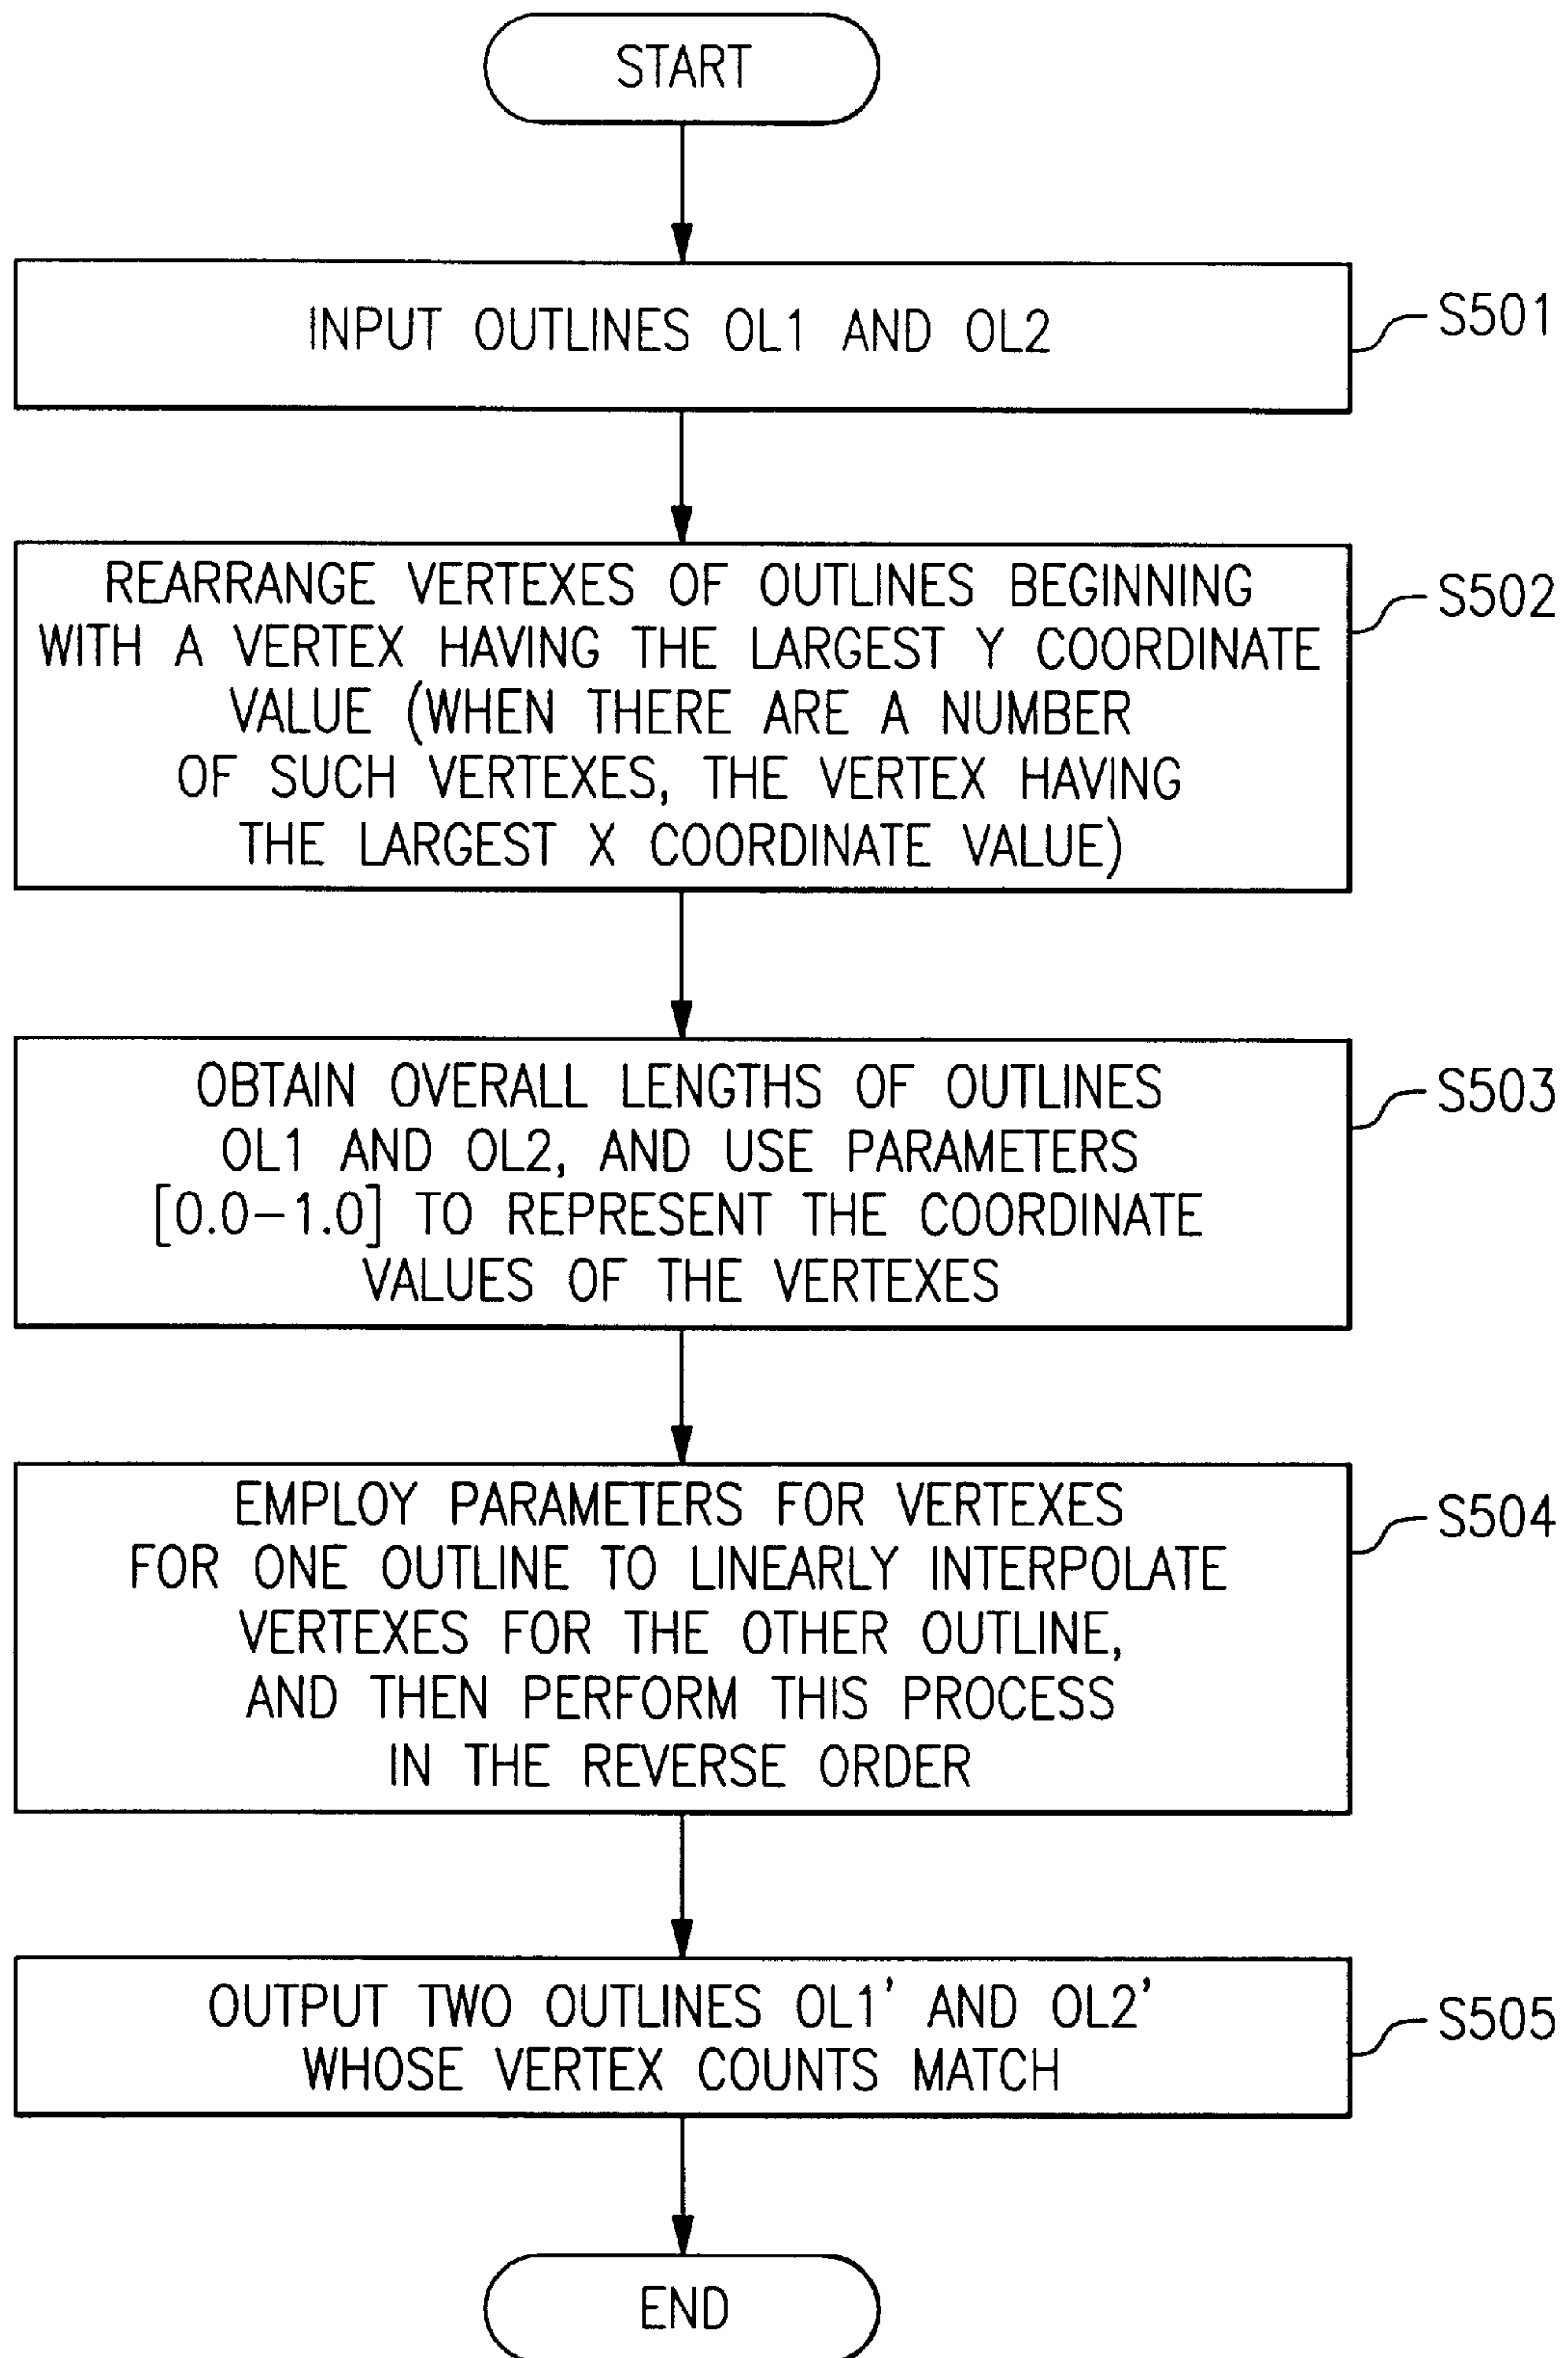 START
INPUT OUTLINES OL1 AND OL2
S501
REARRANGE VERTEXES OF OUTLINES BEGINNING
WITH A VERTEX HAVING THE LARGEST Y COORDINATE
VALUE (WHEN THERE ARE A NUMBER
OF SUCH VERTEXES, THE VERTEX HAVING
THE LARGEST X COORDINATE VALUE)
S502
OBTAIN OVERALL LENGTHS OF OUTLINES
OL1 AND OL2, AND USE PARAMETERS
[0.0-1.0] TO REPRESENT THE COORDINATE
VALUES OF THE VERTEXES
S503
EMPLOY PARAMETERS FOR VERTEXES
FOR ONE OUTLINE TO LINEARLY INTERPOLATE
VERTEXES FOR THE OTHER OUTLINE,
AND THEN PERFORM THIS PROCESS
IN THE REVERSE ORDER
S504
OUTPUT TWO OUTLINES OL1' AND OL2'
WHOSE VERTEX COUNTS MATCH
S505
END